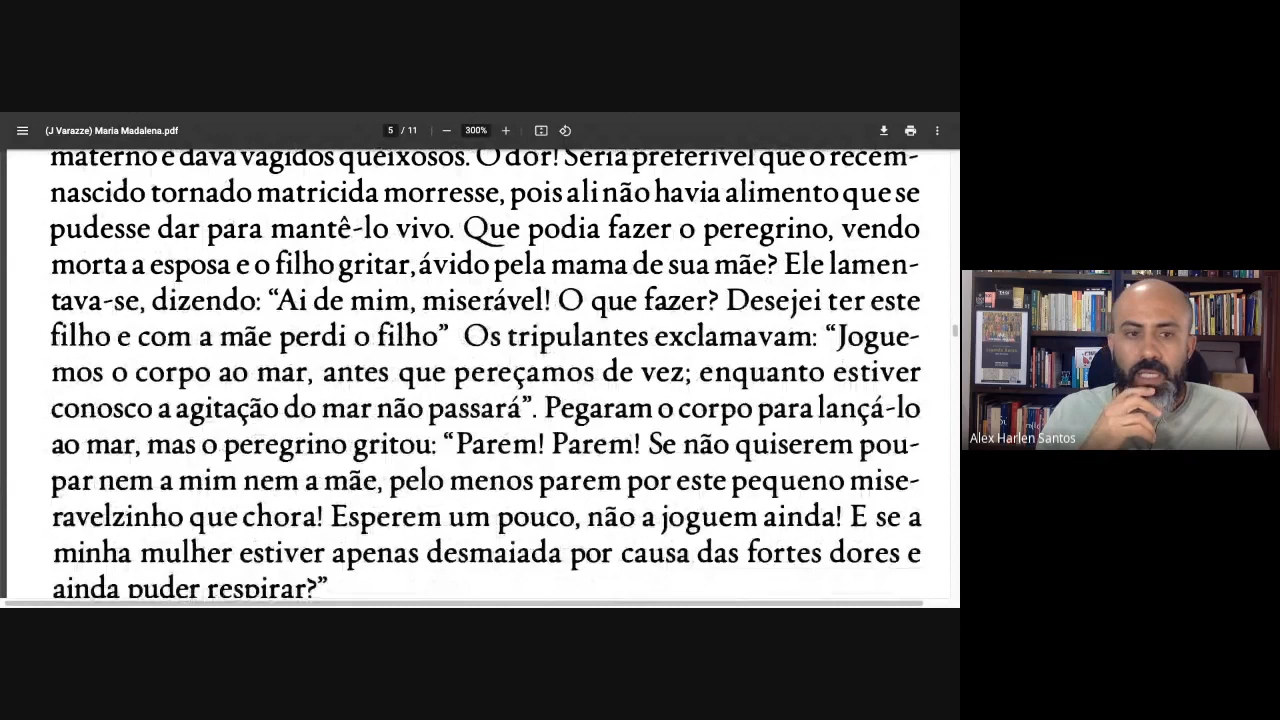 (J Varazze) Maria Madalena.pdf
5 / 11
300%
materno e dava vagidos queixosos. O dor! Seria preferível que o recém-
nascido tornado matricida morresse, pois ali não havia alimento que se
pudesse dar para mantê-lo vivo. Que podia fazer o peregrino, vendo
morta a esposa e o filho gritar, ávido pela mama de sua mãe? Ele lamen-
tava-se, dizendo: “Ai de mim, miserável! O que fazer? Desejei ter este
filho e com a mãe perdi o filho” Os tripulantes exclamavam: “Jogue-
mos o corpo ao mar, antes que pereçamos de vez; enquanto estiver
conosco a agitação do mar não passará”. Pegaram o corpo para lançá-lo
ao mar, mas o peregrino gritou: “Parem! Parem! Se não quiserem pou-
par nem a mim nem a mãe, pelo menos parem por este pequeno mise-
ravelzinho que chora! Esperem um pouco, não a joguem ainda! E se a
minha mulher estiver apenas desmaiada por causa das fortes dores e
ainda puder respirar?”
Alex Harlen Santos